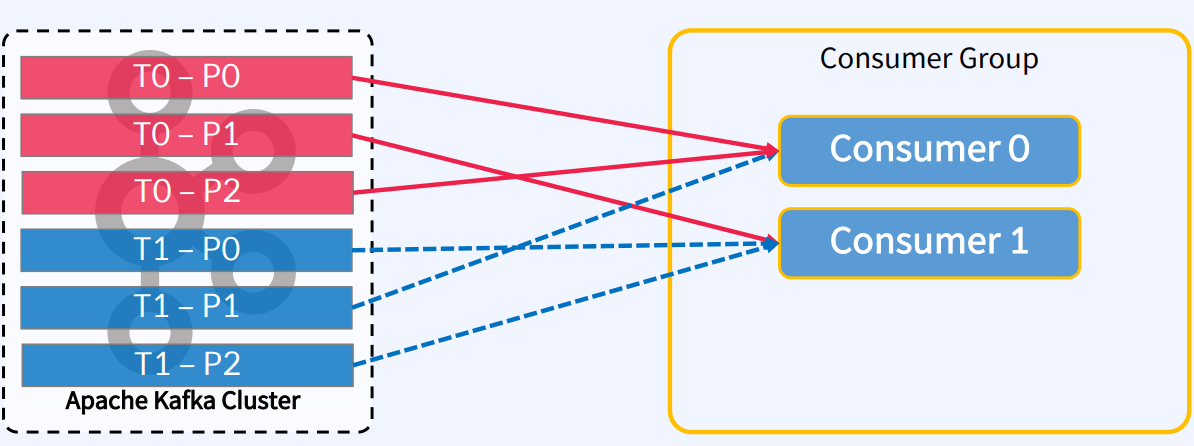 T0 – P0
T0 – P1
T0 – P2
T1 – P0
T1 – P1
T1 – P2
Apache Kafka Cluster
Consumer Group
Consumer 0
Consumer 1